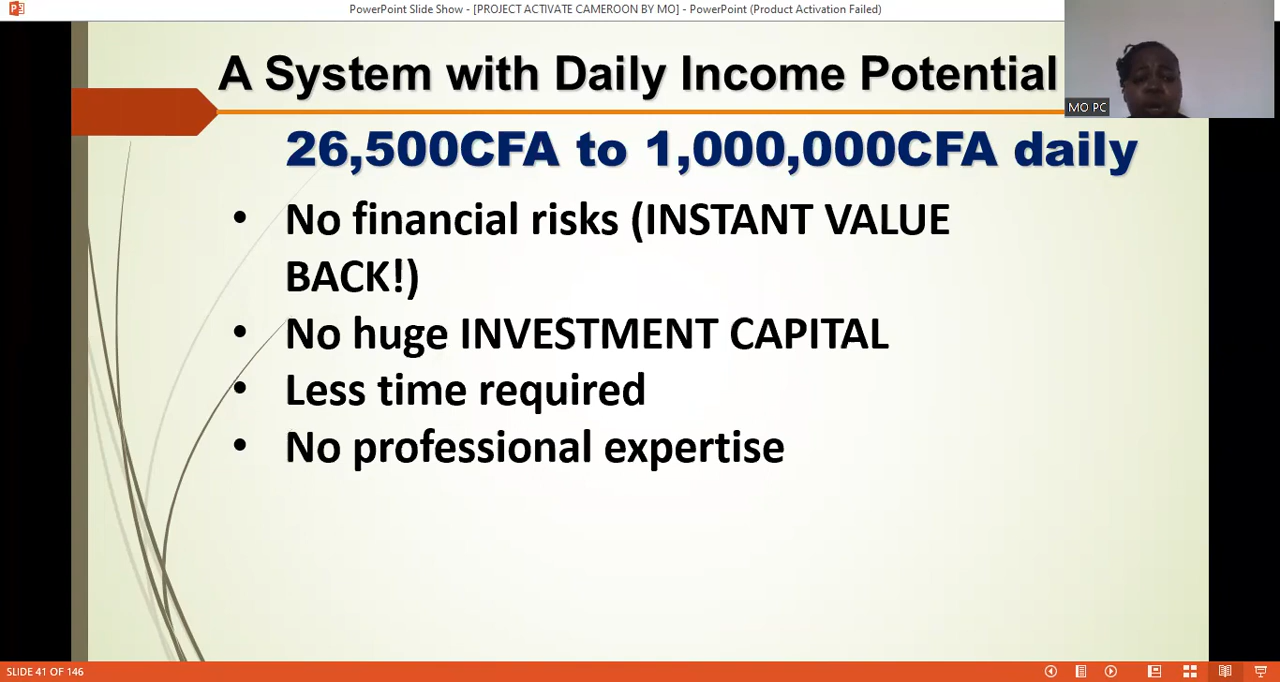 PowerPoint Slide Show - [PROJECT ACTIVATE CAMEROON BY MO] - PowerPoint (Product Activation Failed)
A System with Daily Income Potential
MO PC
26,500CFA to 1,000,000CFA daily
• No financial risks (INSTANT VALUE
BACK!)
• No huge INVESTMENT CAPITAL
• Less time required
• No professional expertise
SLIDE 41 OF 146